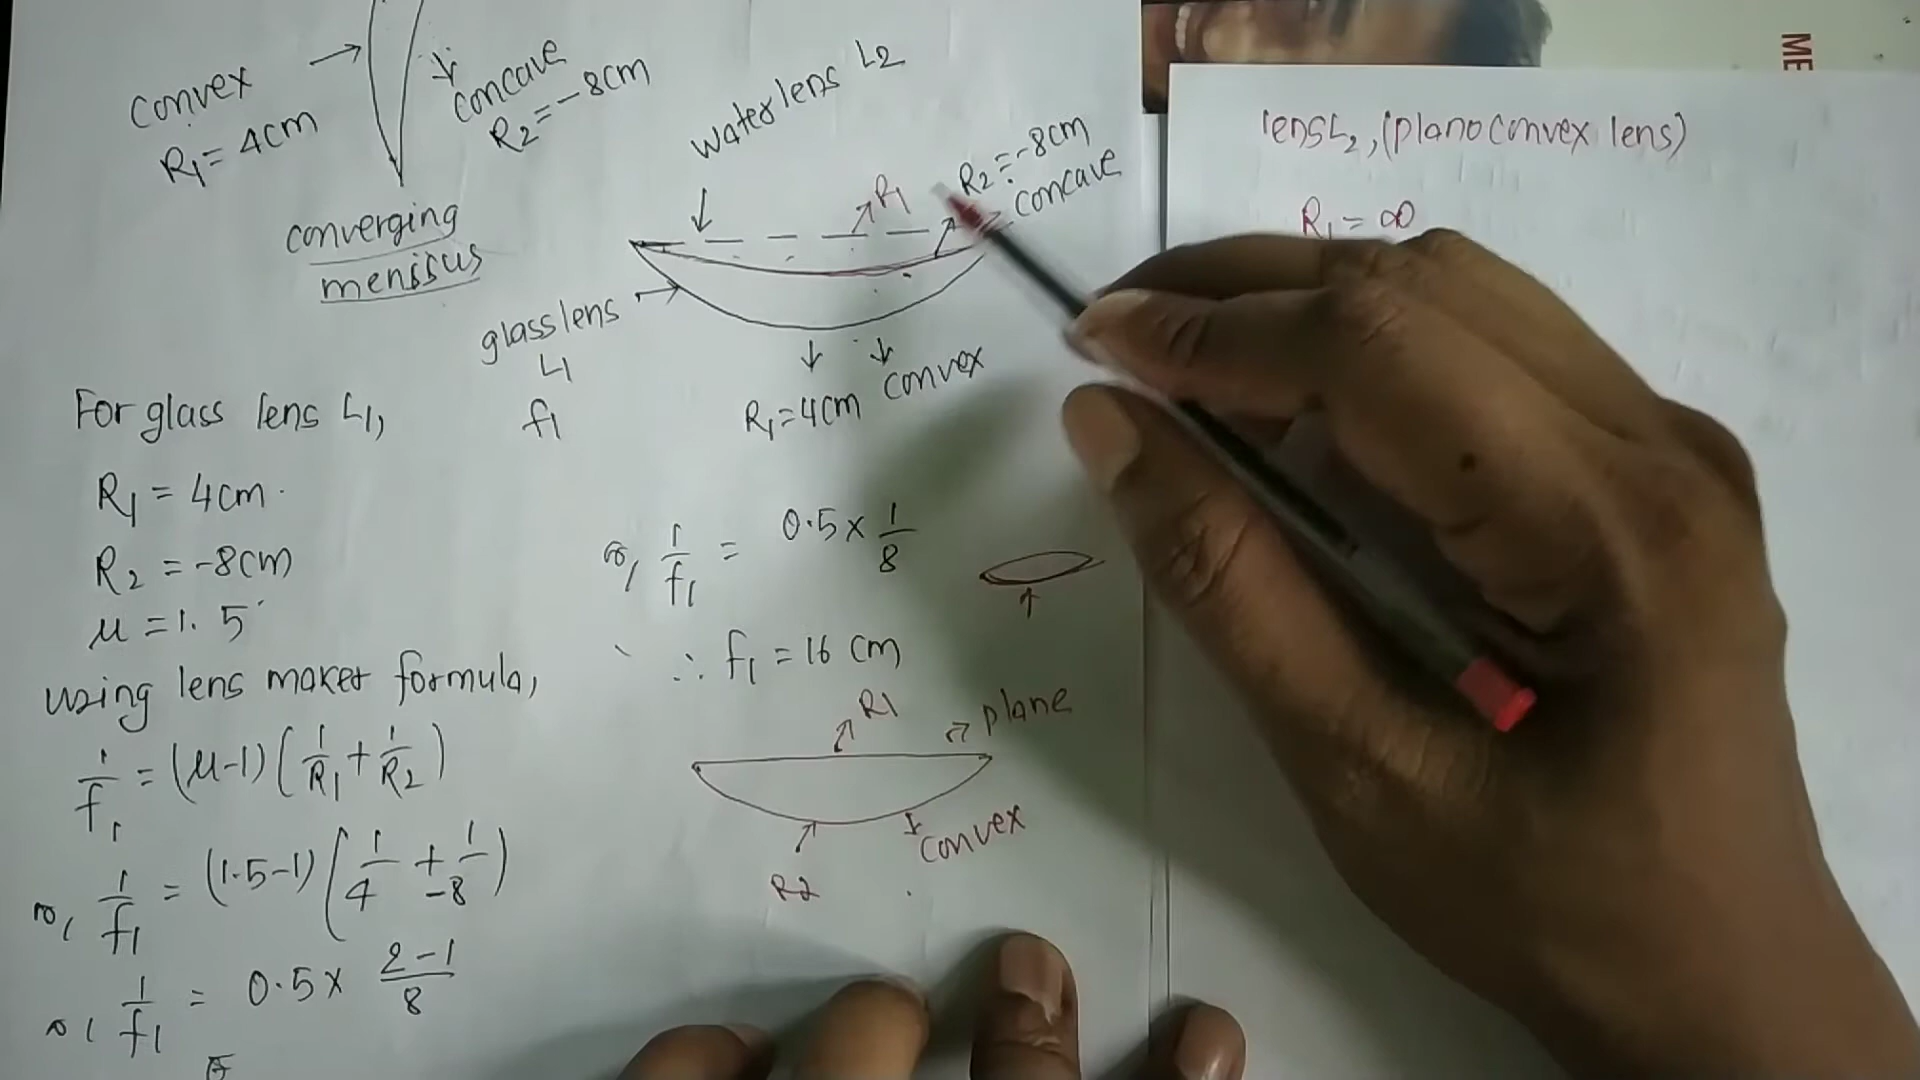 convex
R1 = 4cm
concave
R2 = -8cm
converging
menissus
water lens L2
R1
R2 = -8cm
concave
glass lens
L1
f1
R1 = 4cm
convex
For glass lens L1,
R1 = 4cm.
R2 = -8cm
μ = 1.5
using lens maker formula,
1/f1 = (μ-1)(1/R1 + 1/R2)
or, 1/f1 = (1.5-1)(1/4 + 1/-8)
or, 1/f1 = 0.5 x 2-1/8
or, 1/f1 = 0.5 x 1/8
∴ f1 = 16 cm
R1
plane
convex
R2
lens L2, (plano convex lens)
R1 = ∞
ME